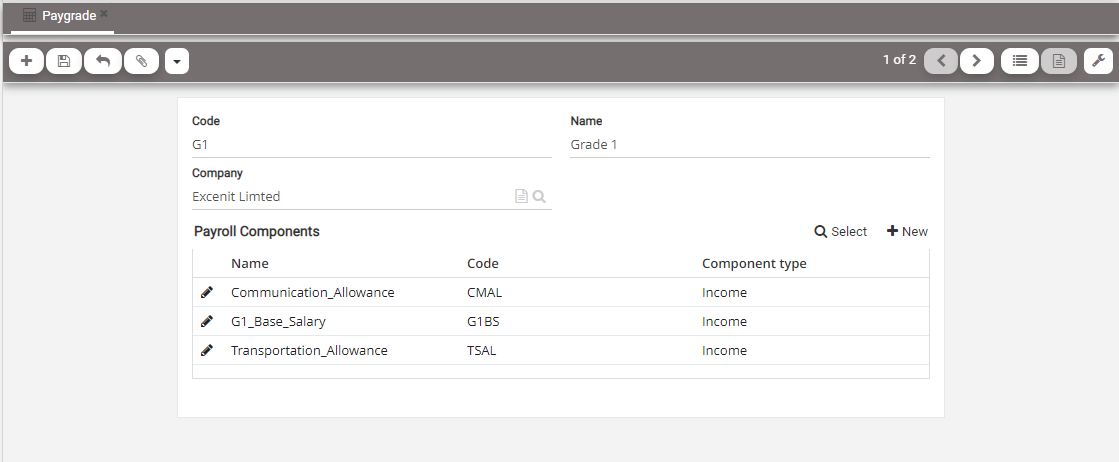 Paygrade
1 of 2
Code
G1
Name
Grade 1
Company
Excenit Limted
Payroll Components
Select
New
Name Code Component type
Communication_Allowance CMAL Income
G1_Base_Salary G1BS Income
Transportation_Allowance TSAL Income